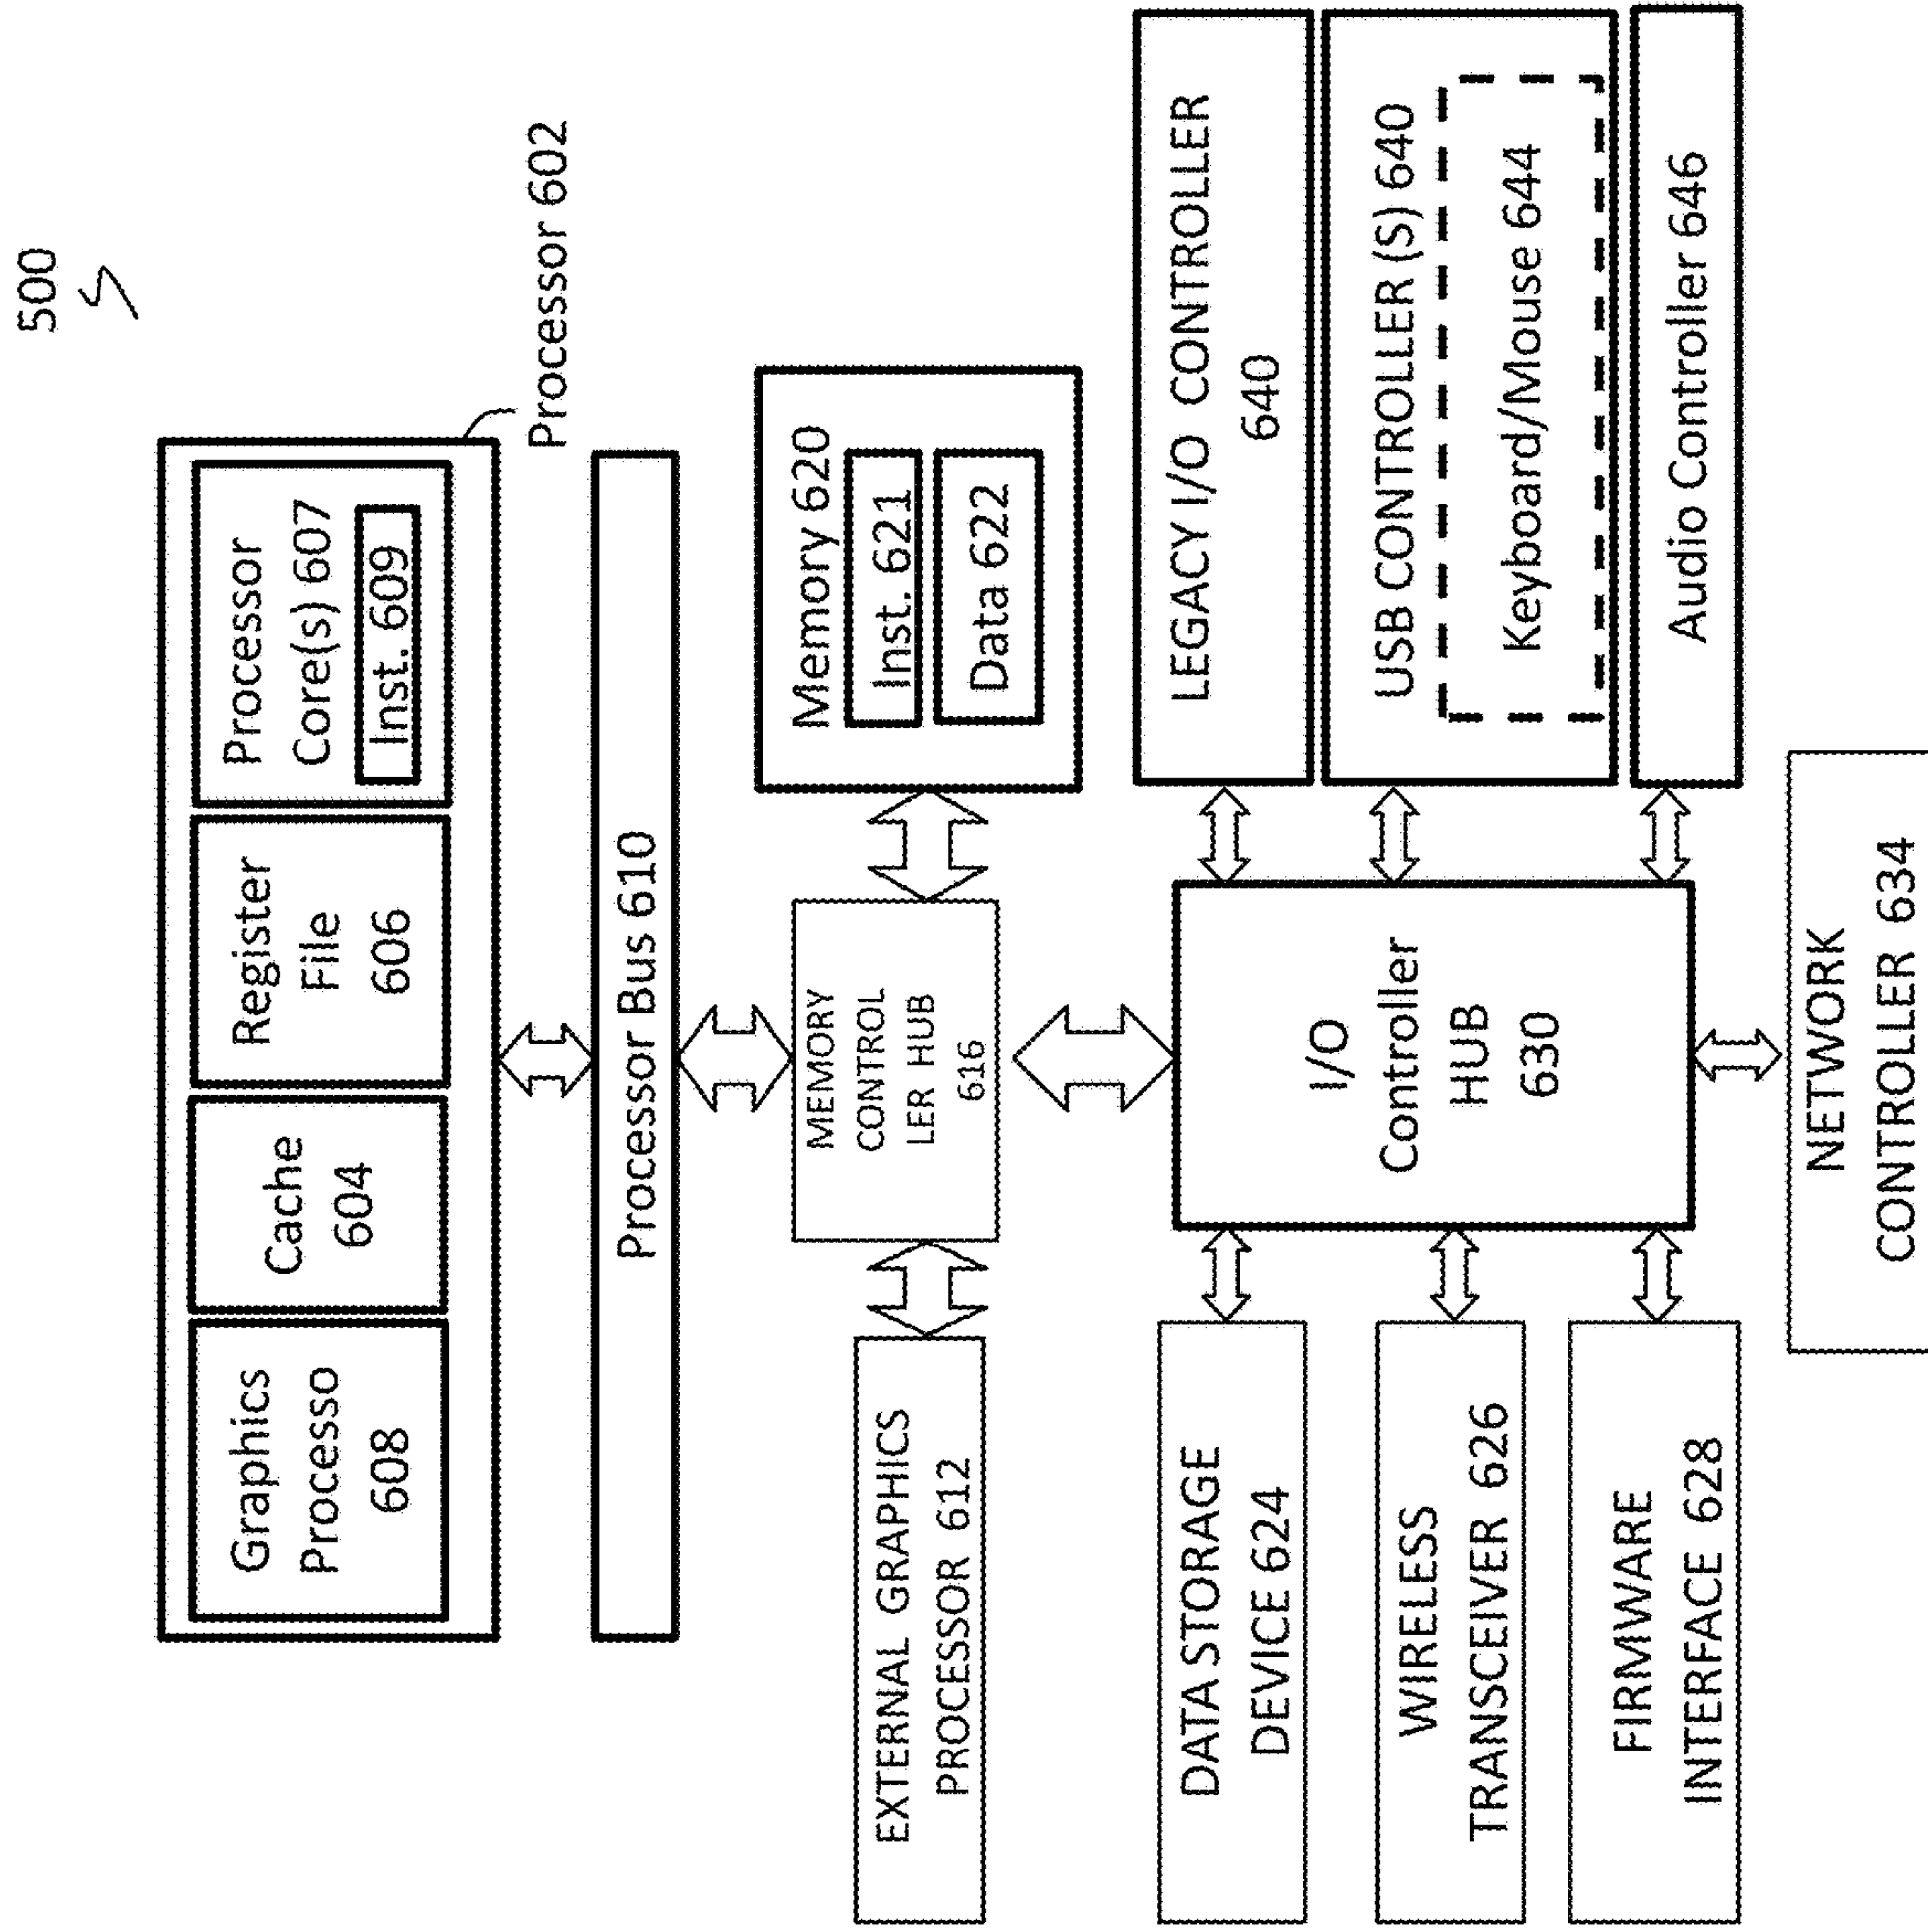 500
Processor 602
Graphics
Processo
608
Cache
604
Register
File
606
Processor
Core(s) 607
Inst. 609
Processor Bus 610
EXTERNAL GRAPHICS
PROCESSOR 612
MEMORY
CONTROL
LER HUB
616
Memory 620
Inst. 621
Data 622
DATA STORAGE
DEVICE 624
WIRELESS
TRANSCEIVER 626
FIRMWARE
INTERFACE 628
I/O
Controller
HUB
630
LEGACY I/O CONTROLLER
640
USB CONTROLLER (S) 640
Keyboard/Mouse 644
Audio Controller 646
NETWORK
CONTROLLER 634